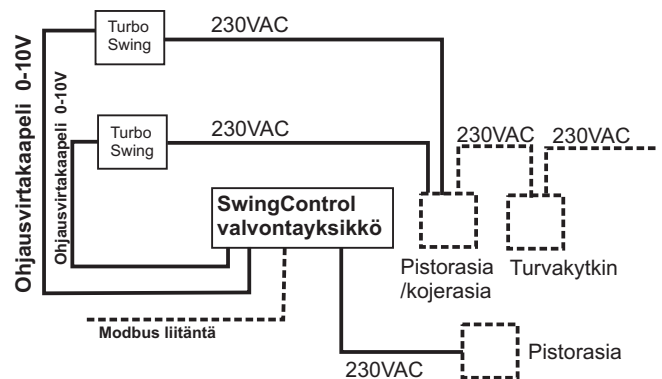 Ohjausvirtakaapeli 0-10V
Ohjausvirtakaapeli 0-10V
Turbo
Swing
230VAC
Turbo
Swing
230VAC
230VAC
230VAC
SwingControl
valvontayksikkö
Pistorasia
/kojerasia
Turvakytkin
Modbus liitäntä
230VAC
Pistorasia